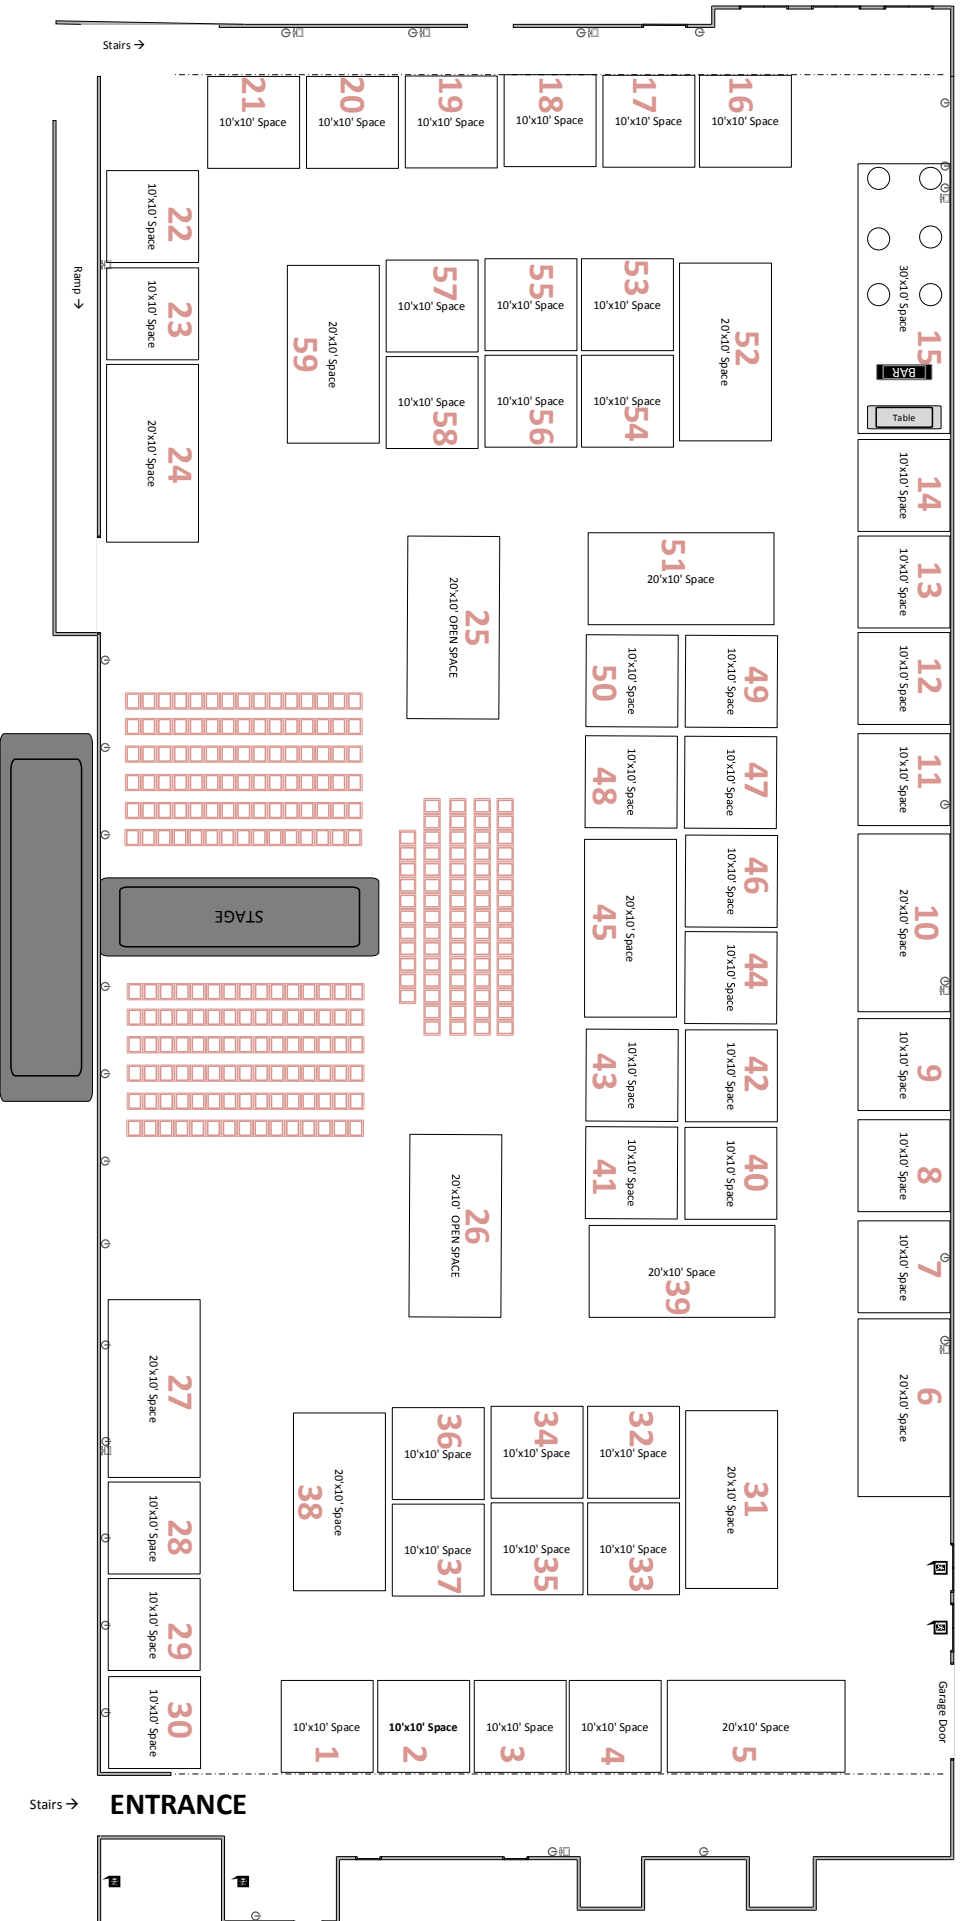 Stairs →
21
10'x10' Space
20
10'x10' Space
19
10'x10' Space
18
10'x10' Space
17
10'x10' Space
16
10'x10' Space
Ramp →
22
10'x10' Space
23
10'x10' Space
24
20'x10' Space
59
20'x10' Space
57
10'x10' Space
55
10'x10' Space
53
10'x10' Space
52
20'x10' Space
58
10'x10' Space
56
10'x10' Space
54
10'x10' Space
15
30'x10' Space
BAR
Table
14
10'x10' Space
13
10'x10' Space
12
10'x10' Space
11
10'x10' Space
10
20'x10' Space
9
10'x10' Space
8
10'x10' Space
7
10'x10' Space
6
20'x10' Space
25
20'x10' OPEN SPACE
51
20'x10' Space
50
10'x10' Space
49
10'x10' Space
48
10'x10' Space
47
10'x10' Space
45
20'x10' Space
46
10'x10' Space
44
10'x10' Space
43
10'x10' Space
42
10'x10' Space
41
10'x10' Space
40
10'x10' Space
39
20'x10' Space
STAGE
26
20'x10' OPEN SPACE
27
20'x10' Space
28
10'x10' Space
29
10'x10' Space
30
10'x10' Space
38
20'x10' Space
36
10'x10' Space
34
10'x10' Space
32
10'x10' Space
31
20'x10' Space
37
10'x10' Space
35
10'x10' Space
33
10'x10' Space
10'x10' Space
1
10'x10' Space
2
10'x10' Space
3
10'x10' Space
4
20'x10' Space
5
Garage Door
Stairs →
ENTRANCE